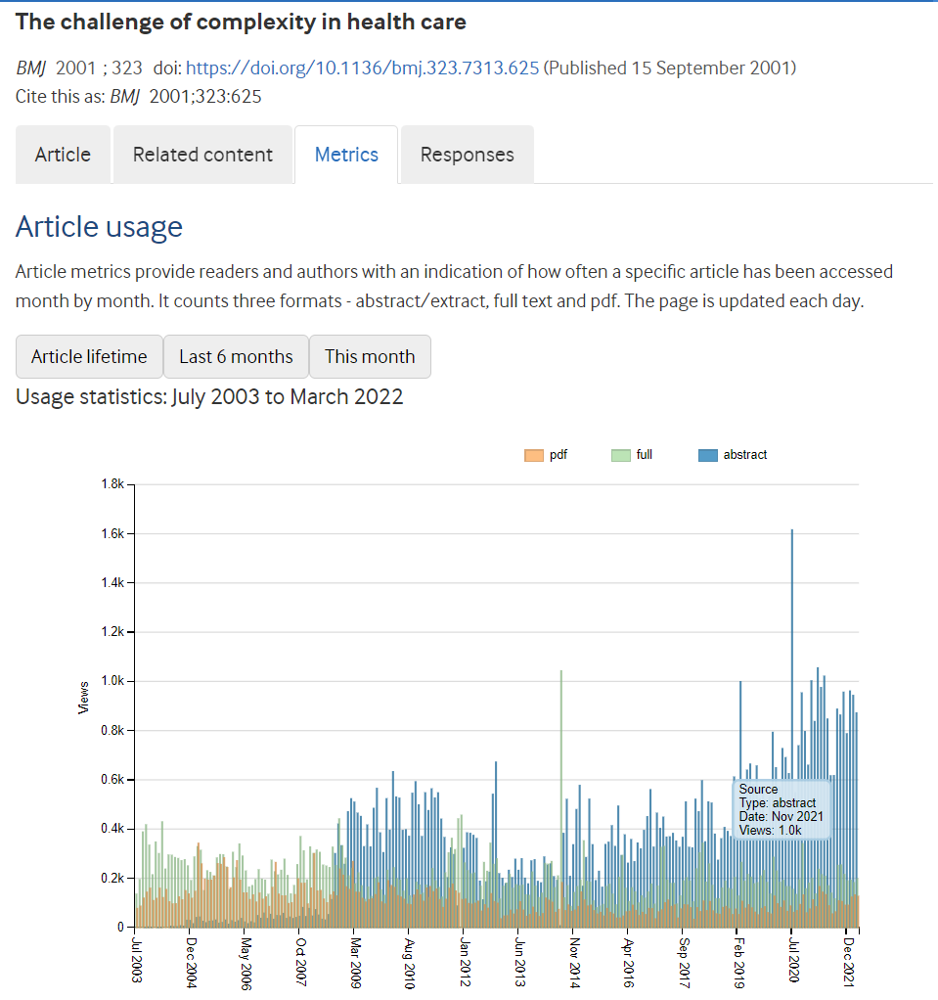 The challenge of complexity in health care
BMJ 2001 ; 323 doi: https://doi.org/10.1136/bmj.323.7313.625 (Published 15 September 2001)
Cite this as: BMJ 2001;323:625
Article
Related content
Metrics
Responses
Article usage
Article metrics provide readers and authors with an indication of how often a specific article has been accessed
month by month. It counts three formats - abstract/extract, full text and pdf. The page is updated each day.
Article lifetime
Last 6 months
This month
Usage statistics: July 2003 to March 2022
pdf
full
abstract
1.8k
1.6k
1.4k
1.2k
1.0k
0.8k
0.6k
0.4k
0.2k
0
Views
Source
Type: abstract
Date: Nov 2021
Views: 1.0k
Jul 2003
Dec 2004
May 2006
Oct 2007
Mar 2009
Aug 2010
Jan 2012
Jun 2013
Nov 2014
Apr 2016
Sep 2017
Feb 2019
Jul 2020
Dec 2021